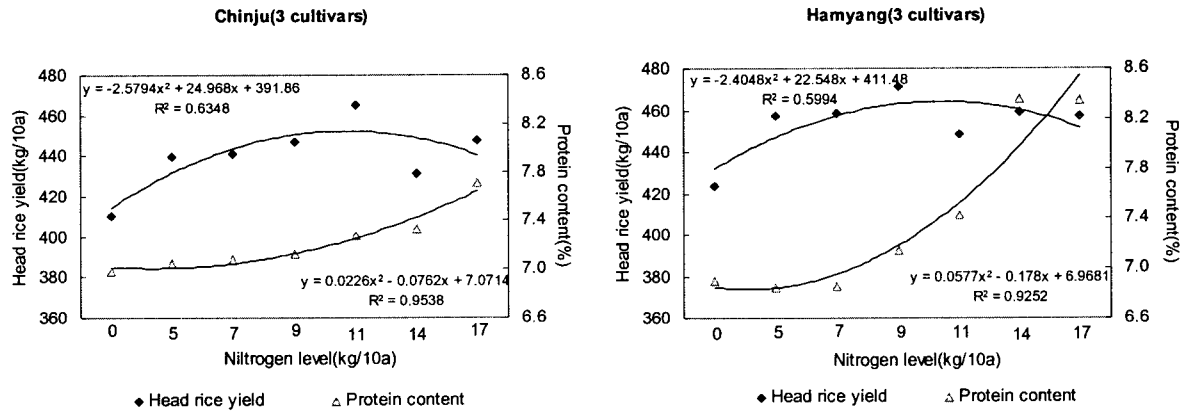 Chinju(3 cultivars)
480
460
440
420
400
380
360
Head rice yield(kg/10a)
y = -2.5794x² + 24.968x + 391.86
R² = 0.6348
8.6
8.2
7.8
7.4
7.0
6.6
Protein content(%)
y = 0.0226x² - 0.0762x + 7.0714
R² = 0.9538
0 5 7 9 11 14 17
Niltrogen level(kg/10a)
◆ Head rice yield △ Protein content
Hamyang(3 cultivars)
480
460
440
420
400
380
360
Head rice yield(kg/10a)
y = -2.4048x² + 22.548x + 411.48
R² = 0.5994
8.6
8.2
7.8
7.4
7.0
6.6
Protein content(%)
y = 0.0577x² - 0.178x + 6.9681
R² = 0.9252
0 5 7 9 11 14 17
Nitrogen level(kg/10a)
◆ Head rice yield △ Protein content